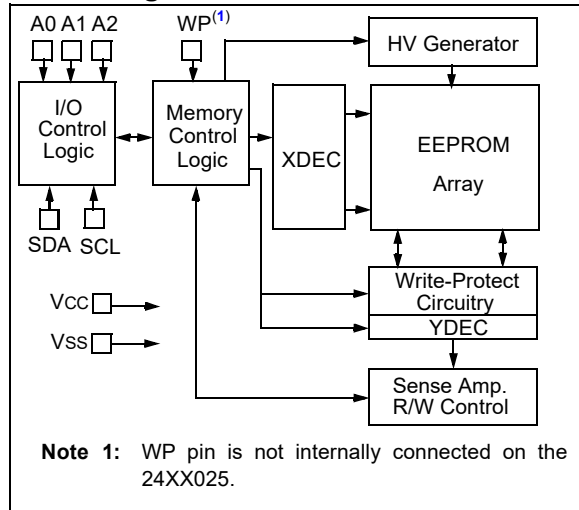 A0 A1 A2
WP(1)
HV Generator
I/O
Control
Logic
Memory
Control
Logic
XDEC
EEPROM
Array
SDA
SCL
Write-Protect
Circuitry
YDEC
VCC
VSS
Sense Amp.
R/W Control
Note 1: WP pin is not internally connected on the
24XX025.